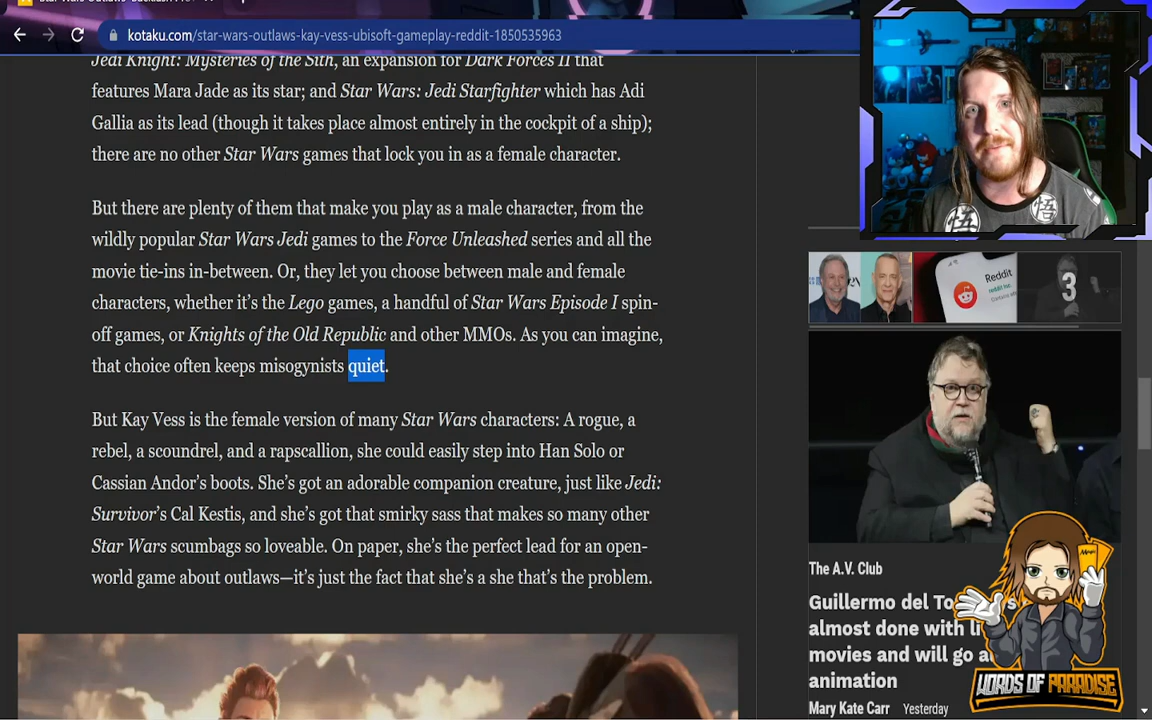 kotaku.com/star-wars-outlaws-kay-vess-ubisoft-gameplay-reddit-1850535963
Jedi Knight: Mysteries of the Sith, an expansion for Dark Forces II that
features Mara Jade as its star; and Star Wars: Jedi Starfighter which has Adi
Gallia as its lead (though it takes place almost entirely in the cockpit of a ship);
there are no other Star Wars games that lock you in as a female character.
But there are plenty of them that make you play as a male character, from the
wildly popular Star Wars Jedi games to the Force Unleashed series and all the
movie tie-ins in-between. Or, they let you choose between male and female
characters, whether it's the Lego games, a handful of Star Wars Episode I spin-
off games, or Knights of the Old Republic and other MMOs. As you can imagine,
that choice often keeps misogynists quiet.
But Kay Vess is the female version of many Star Wars characters: A rogue, a
rebel, a scoundrel, and a rapscallion, she could easily step into Han Solo or
Cassian Andor's boots. She's got an adorable companion creature, just like Jedi:
Survivor's Cal Kestis, and she's got that smirky sass that makes so many other
Star Wars scumbags so loveable. On paper, she's the perfect lead for an open-
world game about outlaws—it's just the fact that she's a she that's the problem.
Reddit
3
The A.V. Club
Guillermo del To
almost done with li
movies and will go a
animation
Mary Kate Carr Yesterday
WORDS OF PARADISE